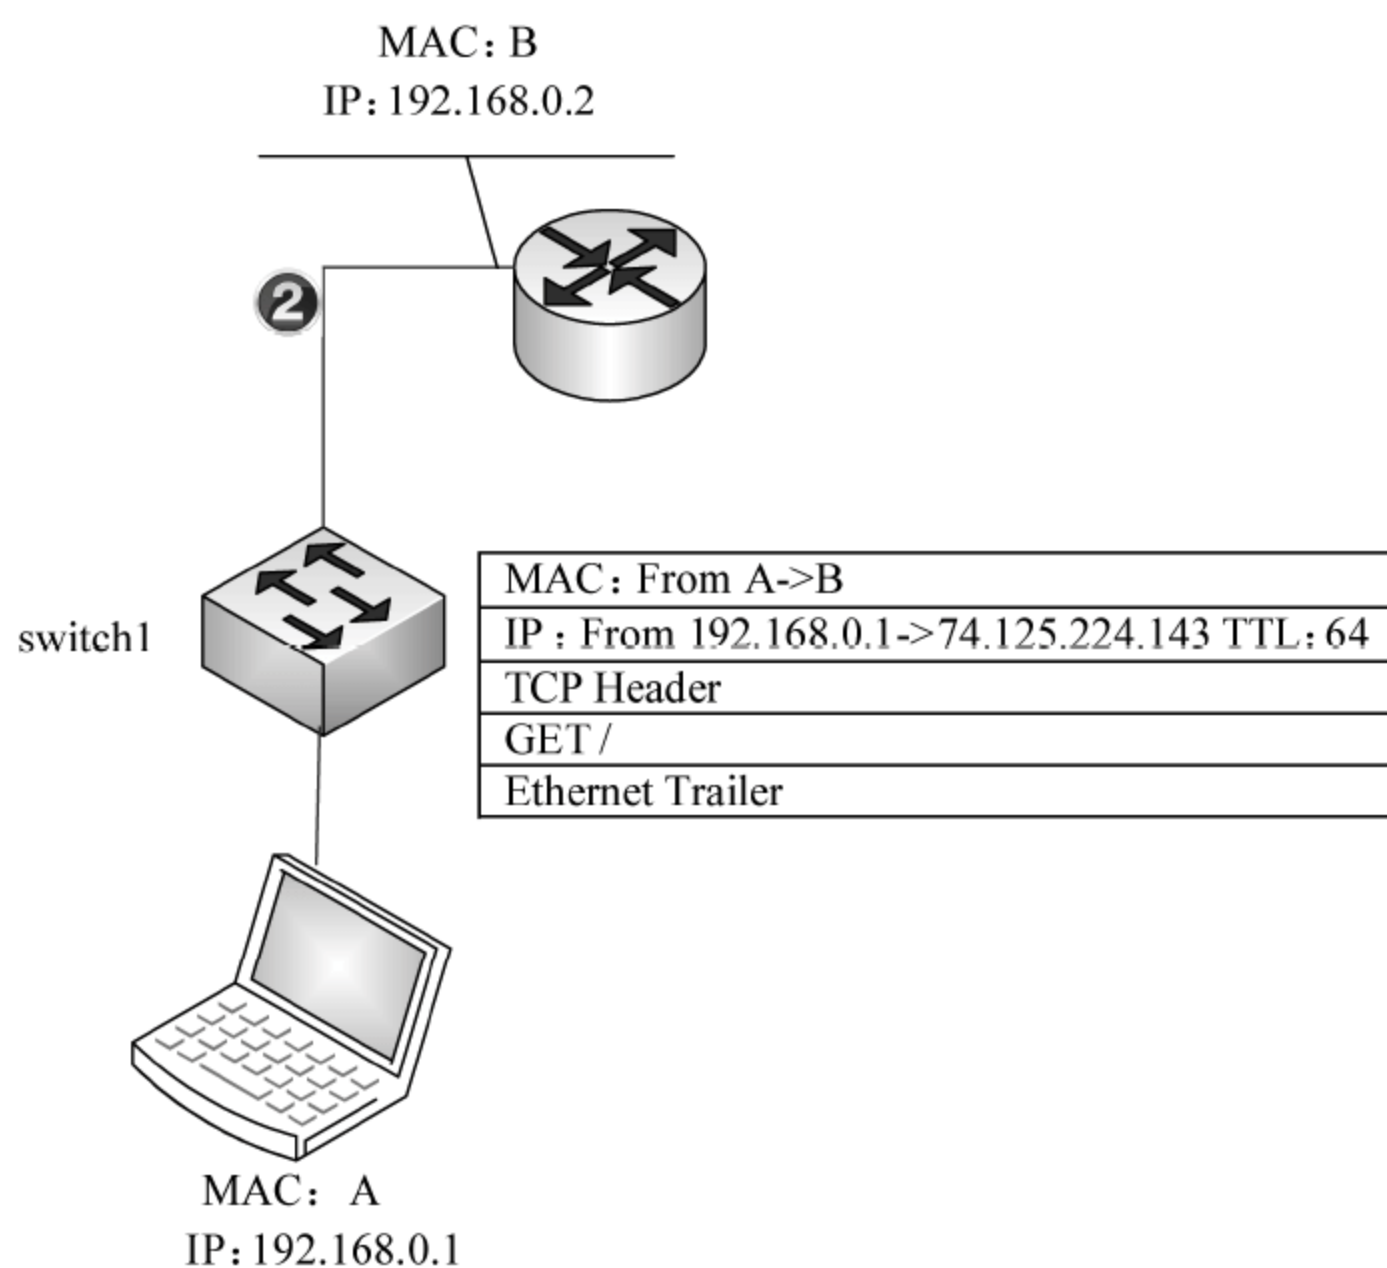 MAC：B
IP：192.168.0.2
2
switch1
MAC：From A->B
IP：From 192.168.0.1->74.125.224.143 TTL：64
TCP Header
GET /
Ethernet Trailer
MAC： A
IP：192.168.0.1